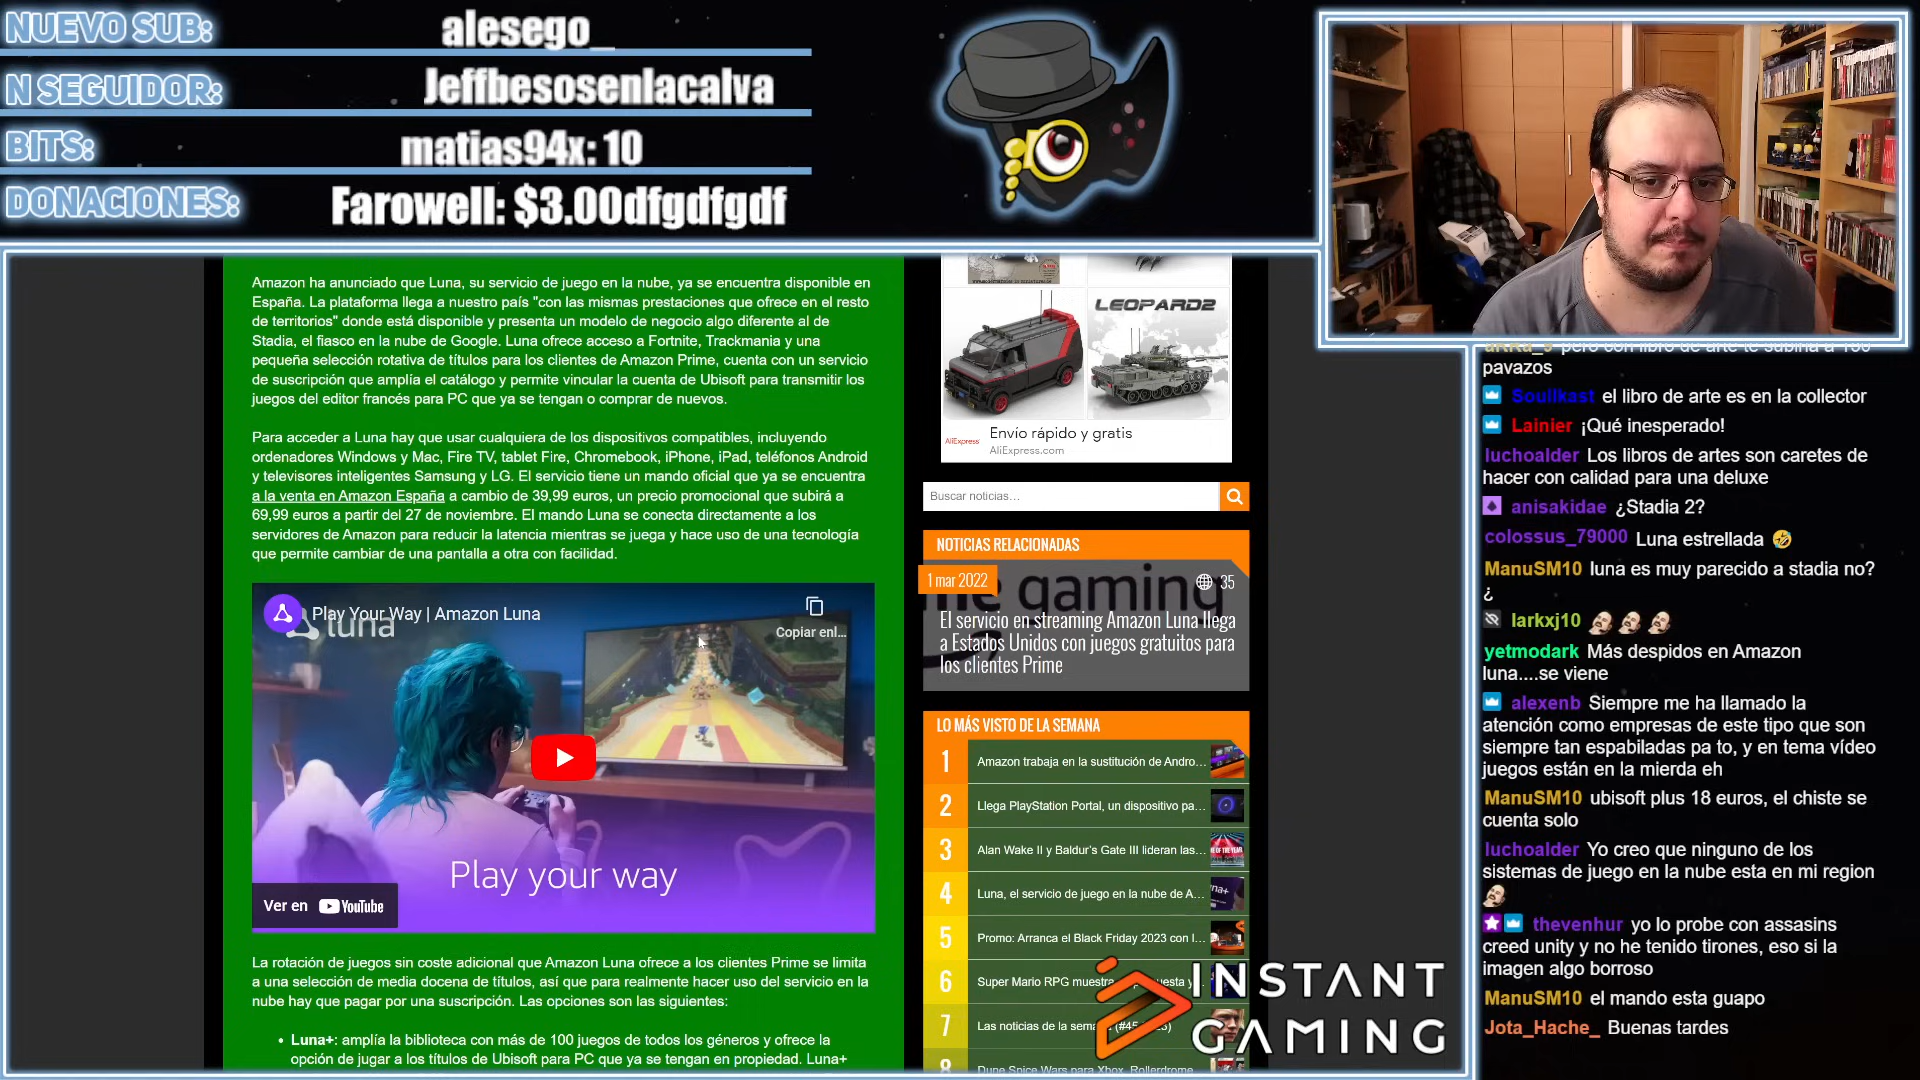 NUEVO SUB:
alesego_
N SEGUIDOR:
Jeffbesosenlacalva
BITS:
matias94x: 10
DONACIONES:
Farowell: $3.00dfgdfgdf
Amazon ha anunciado que Luna, su servicio de juego en la nube, ya se encuentra disponible en
España. La plataforma llega a nuestro país "con las mismas prestaciones que ofrece en el resto
de territorios" donde está disponible y presenta un modelo de negocio algo diferente al de
Stadia, el fiasco en la nube de Google. Luna ofrece acceso a Fortnite, Trackmania y una
pequeña selección rotativa de títulos para los clientes de Amazon Prime, cuenta con un servicio
de suscripción que amplía el catálogo y permite vincular la cuenta de Ubisoft para transmitir los
juegos del editor francés para PC que ya se tengan o comprar de nuevos.
Para acceder a Luna hay que usar cualquiera de los dispositivos compatibles, incluyendo
ordenadores Windows y Mac, Fire TV, tablet Fire, Chromebook, iPhone, iPad, teléfonos Android
y televisores inteligentes Samsung y LG. El servicio tiene un mando oficial que ya se encuentra
a la venta en Amazon España a cambio de 39,99 euros, un precio promocional que subirá a
69,99 euros a partir del 27 de noviembre. El mando Luna se conecta directamente a los
servidores de Amazon para reducir la latencia mientras se juega y hace uso de una tecnología
que permite cambiar de una pantalla a otra con facilidad.
Play Your Way | Amazon Luna
luna
Copiar enl...
Play your way
Ver en YouTube
La rotación de juegos sin coste adicional que Amazon Luna ofrece a los clientes Prime se limita
a una selección de media docena de títulos, así que para realmente hacer uso del servicio en la
nube hay que pagar por una suscripción. Las opciones son las siguientes:
• Luna+: amplía la biblioteca con más de 100 juegos de todos los géneros y ofrece la
opción de jugar a los títulos de Ubisoft para PC que ya se tengan en propiedad. Luna+
LEOPARD2
AliExpress
Envío rápido y gratis
AliExpress.com
Buscar noticias...
NOTICIAS RELACIONADAS
1 mar 2022
35
me gaming
El servicio en streaming Amazon Luna llega
a Estados Unidos con juegos gratuitos para
los clientes Prime
LO MÁS VISTO DE LA SEMANA
1 Amazon trabaja en la sustitución de Andro...
2 Llega PlayStation Portal, un dispositivo pa...
3 Alan Wake II y Baldur's Gate III lideran las...
4 Luna, el servicio de juego en la nube de A...
5 Promo: Arranca el Black Friday 2023 con l...
6 Super Mario RPG muestra
7 Las noticias de la sema
8 Dune Spice Wars para Xbox, Rollerdrome
INSTANT
GAMING
pero con libro de arte te subiria a 150
pavazos
Soullkast el libro de arte es en la collector
Lainier ¡Qué inesperado!
luchoalder Los libros de artes son caretes de
hacer con calidad para una deluxe
anisakidae ¿Stadia 2?
colossus_79000 Luna estrellada 🤣
ManuSM10 luna es muy parecido a stadia no?
¿
larkxj10
yetmodark Más despidos en Amazon
luna....se viene
alexenb Siempre me ha llamado la
atención como empresas de este tipo que son
siempre tan espabiladas pa to, y en tema vídeo
juegos están en la mierda eh
ManuSM10 ubisoft plus 18 euros, el chiste se
cuenta solo
luchoalder Yo creo que ninguno de los
sistemas de juego en la nube esta en mi region
thevenhur yo lo probe con assasins
creed unity y no he tenido tirones, eso si la
imagen algo borroso
ManuSM10 el mando esta guapo
Jota_Hache_ Buenas tardes